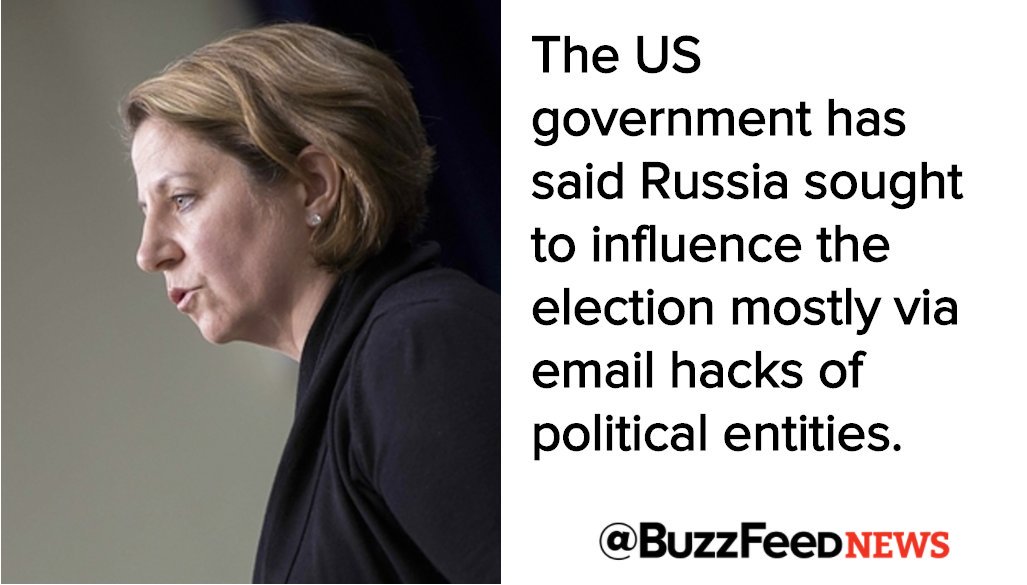 The US
government has
said Russia sought
to influence the
election mostly via
email hacks of
political entities.
@BuzzFeedNEWS